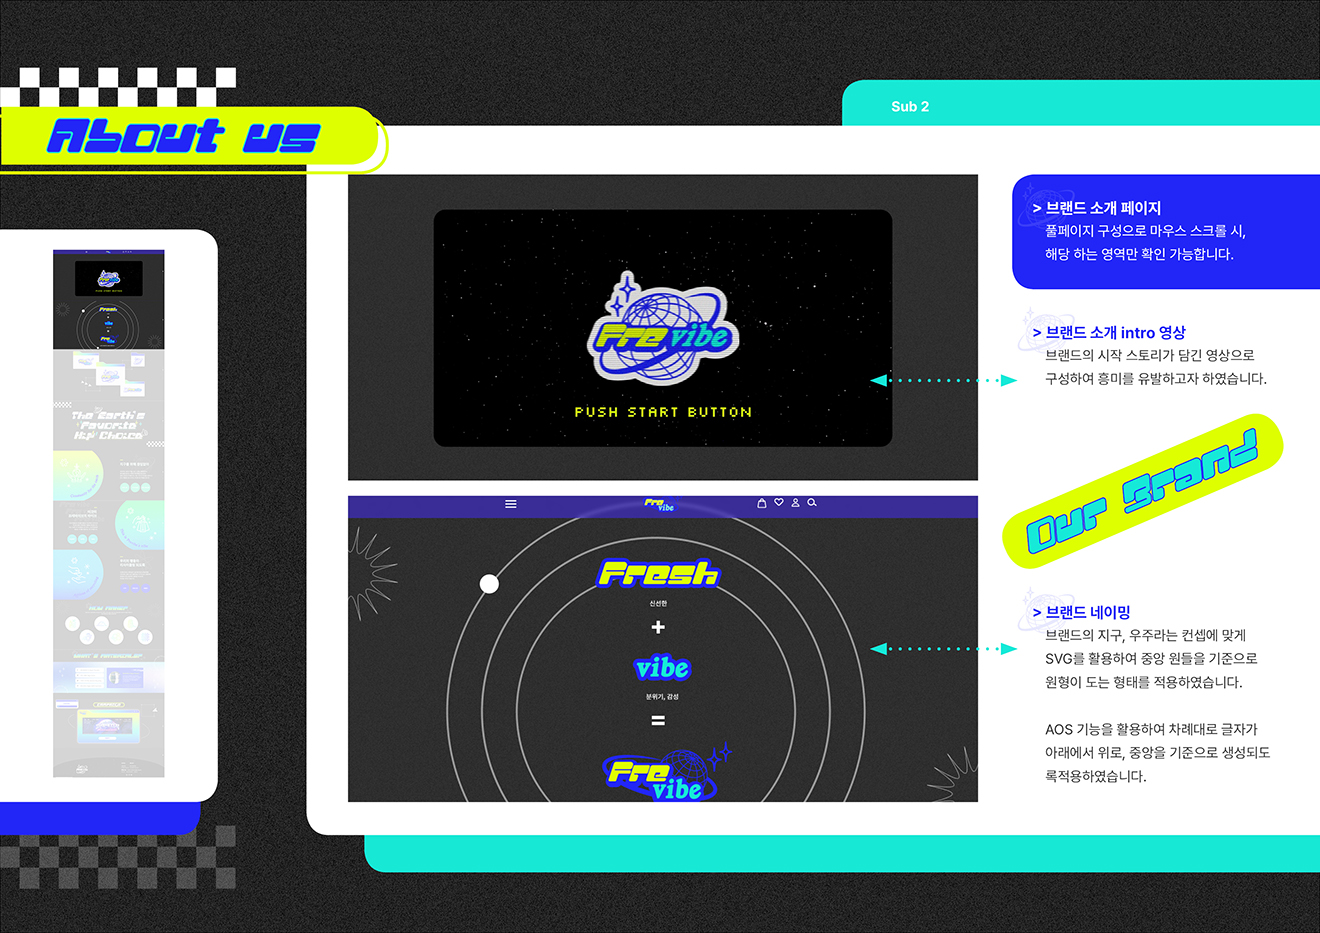 Sub 2
About us
> 브랜드 소개 페이지
풀페이지 구성으로 마우스 스크롤 시,
해당 하는 영역만 확인 가능합니다.
Fre vibe
PUSH START BUTTON
> 브랜드 소개 intro 영상
브랜드의 시작 스토리가 담긴 영상으로
구성하여 흥미를 유발하고자 하였습니다.
Our Brand
Fre
vibe
Fresh
신선한
+
vibe
분위기, 감성
=
Fre
vibe
> 브랜드 네이밍
브랜드의 지구, 우주라는 컨셉에 맞게
SVG를 활용하여 중앙 원들을 기준으로
원형이 도는 형태를 적용하였습니다.
AOS 기능을 활용하여 차례대로 글자가
아래에서 위로, 중앙을 기준으로 생성되도
록적용하였습니다.
Fresh
vibe
The Earth's
Favorite
Hip Choice